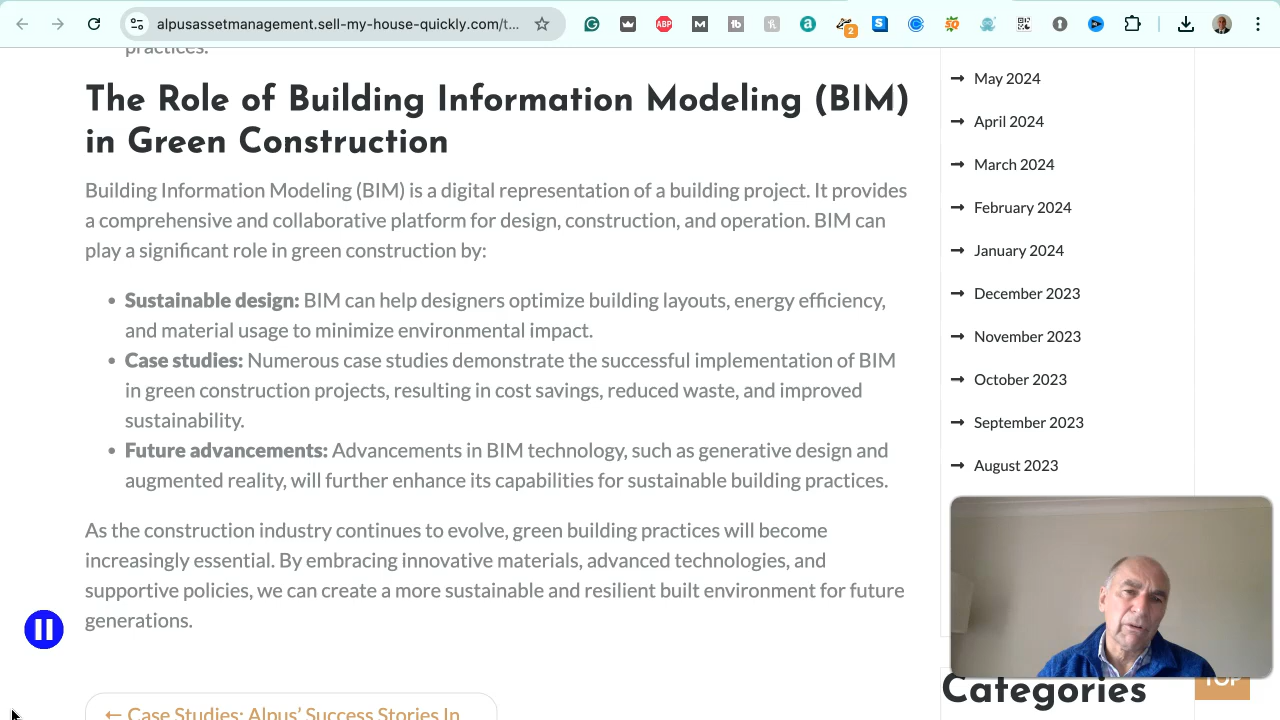 alpusassetmanagement.sell-my-house-quickly.com/t...
ABP
2
practices.
The Role of Building Information Modeling (BIM)
in Green Construction
Building Information Modeling (BIM) is a digital representation of a building project. It provides
a comprehensive and collaborative platform for design, construction, and operation. BIM can
play a significant role in green construction by:
• Sustainable design: BIM can help designers optimize building layouts, energy efficiency,
and material usage to minimize environmental impact.
• Case studies: Numerous case studies demonstrate the successful implementation of BIM
in green construction projects, resulting in cost savings, reduced waste, and improved
sustainability.
• Future advancements: Advancements in BIM technology, such as generative design and
augmented reality, will further enhance its capabilities for sustainable building practices.
As the construction industry continues to evolve, green building practices will become
increasingly essential. By embracing innovative materials, advanced technologies, and
supportive policies, we can create a more sustainable and resilient built environment for future
generations.
← Case Studies: Alpus' Success Stories In
→ May 2024
→ April 2024
→ March 2024
→ February 2024
→ January 2024
→ December 2023
→ November 2023
→ October 2023
→ September 2023
→ August 2023
Categories
TOP